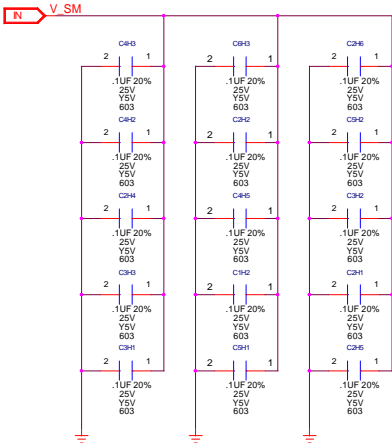 IN V_SM
C4H3 C6H3 C2H6
2 1 2 1 2 1
.1UF 20% .1UF 20% .1UF 20%
25V 25V 25V
Y5V Y5V Y5V
603 603 603
C4H2 C2H2 C5H2
2 1 2 1 2 1
.1UF 20% .1UF 20% .1UF 20%
25V 25V 25V
Y5V Y5V Y5V
603 603 603
C2H4 C4H5 C3H2
2 1 2 1 2 1
.1UF 20% .1UF 20% .1UF 20%
25V 25V 25V
Y5V Y5V Y5V
603 603 603
C3H3 C1H2 C2H1
2 1 2 1 2 1
.1UF 20% .1UF 20% .1UF 20%
25V 25V 25V
Y5V Y5V Y5V
603 603 603
C3H1 C5H1 C2H5
2 1 2 1 2 1
.1UF 20% .1UF 20% .1UF 20%
25V 25V 25V
Y5V Y5V Y5V
603 603 603